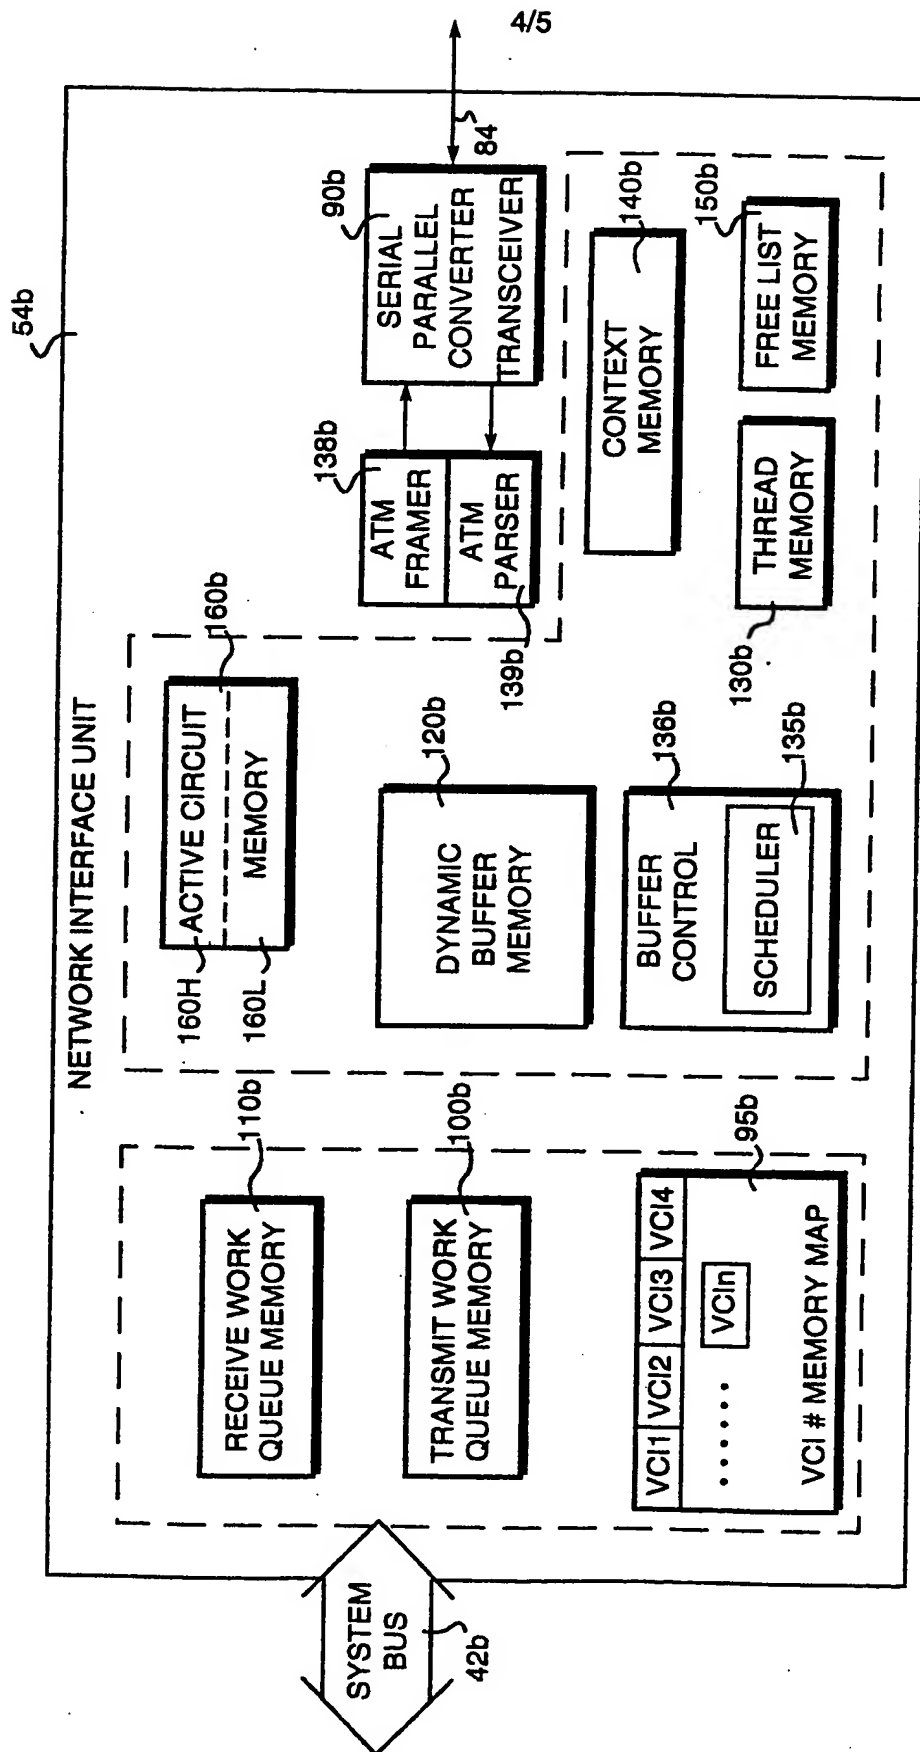 NETWORK INTERFACE UNIT
54b
SYSTEM
BUS
42b
RECEIVE WORK
QUEUE MEMORY
110b
TRANSMIT WORK
QUEUE MEMORY
100b
VCI1 VCI2 VCI3 VCI4
...... VCIn
VCI # MEMORY MAP
95b
160H
160L
ACTIVE CIRCUIT
MEMORY
160b
DYNAMIC
BUFFER
MEMORY
120b
BUFFER
CONTROL
136b
SCHEDULER
135b
ATM
FRAMER
138b
ATM
PARSER
139b
SERIAL
PARALLEL
CONVERTER
TRANSCEIVER
90b
84
4/5
CONTEXT
MEMORY
140b
THREAD
MEMORY
130b
FREE LIST
MEMORY
150b